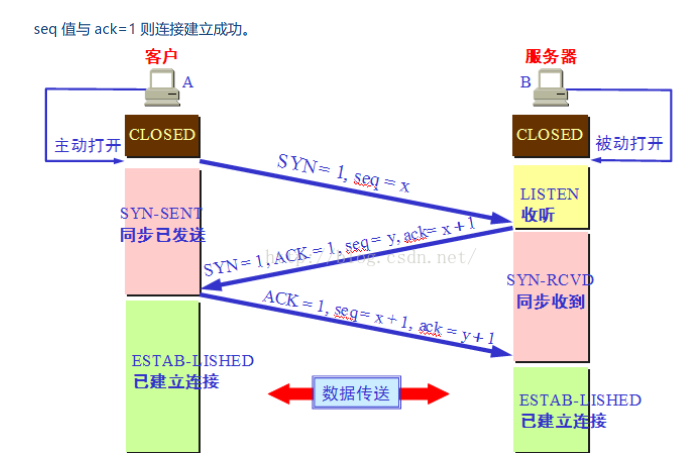 seq 值与 ack=1 则连接建立成功。
客户
服务器
A
B
主动打开
CLOSED
CLOSED
被动打开
SYN=1, seq=x
LISTEN
收听
SYN-SENT
同步已发送
SYN=1, ACK=1, seq=y, ack=x+1
http://blog.csdn.net/
SYN-RCVD
同步收到
ACK=1, seq=x+1, ack=y+1
ESTAB-LISHED
已建立连接
数据传送
ESTAB-LISHED
已建立连接